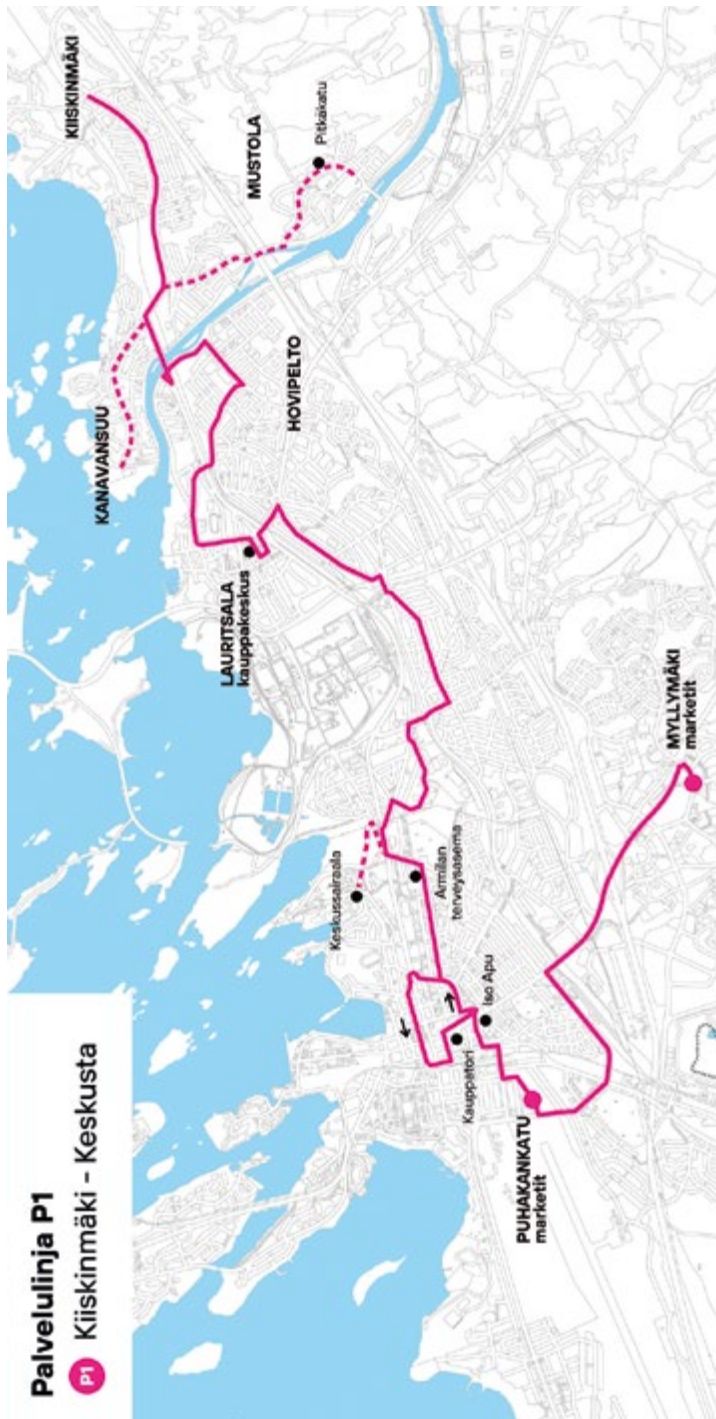 Palvelulinja P1
P1 Kiiskinmäki – Keskusta
KIISKINMÄKI
MUSTOLA
Pitkäkatu
KANAVANSUU
HOVIPELTO
LAURITSALA
kauppakeskus
Keskussairaala
Armilan
terveysasema
Iso Apu
Kauppatori
PUHAKANKATU
marketit
MYLLYMÄKI
marketit